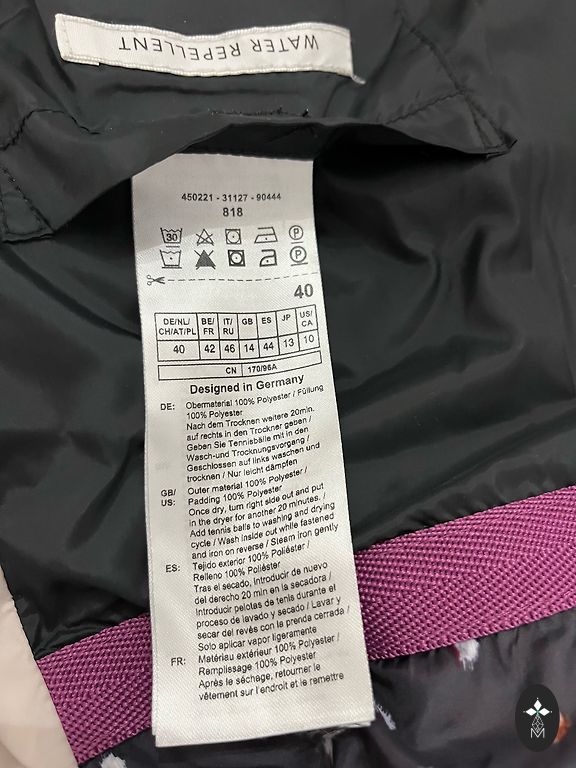 WATER REPELLENT
450221 - 31127 - 90444
818
30 P
P
40
DE/NL/CH/AT/PL BE/FR IT/RU GB ES JP US/CA
40 42 46 14 44 13 10
CN 170/96A
Designed in Germany
DE: Obermaterial 100% Polyester / Füllung
100% Polyester
Nach dem Trocknen weitere 20min.
auf rechts in den Trockner geben /
Geben Sie Tennisbälle mit in den
Wasch-und Trocknungsvorgang /
Geschlossen auf links waschen und
trocknen / Nur leicht dämpfen
GB/US: Outer material 100% Polyester /
Padding 100% Polyester
Once dry, turn right side out and put
in the dryer for another 20 minutes. /
Add tennis balls to washing and drying
cycle / Wash inside out while fastened
and iron on reverse / Steam iron gently
ES: Tejido exterior 100% Poliéster /
Relleno 100% Poliéster
Tras el secado, introducir de nuevo
del derecho 20 min en la secadora /
Introducir pelotas de tenis durante el
proceso de lavado y secado / Lavar y
secar del revés con la prenda cerrada /
Solo aplicar vapor ligeramente
FR: Matériau extérieur 100% Polyester /
Remplissage 100% Polyester
Après le séchage, retourner le
vêtement sur l'endroit et le remettre
M